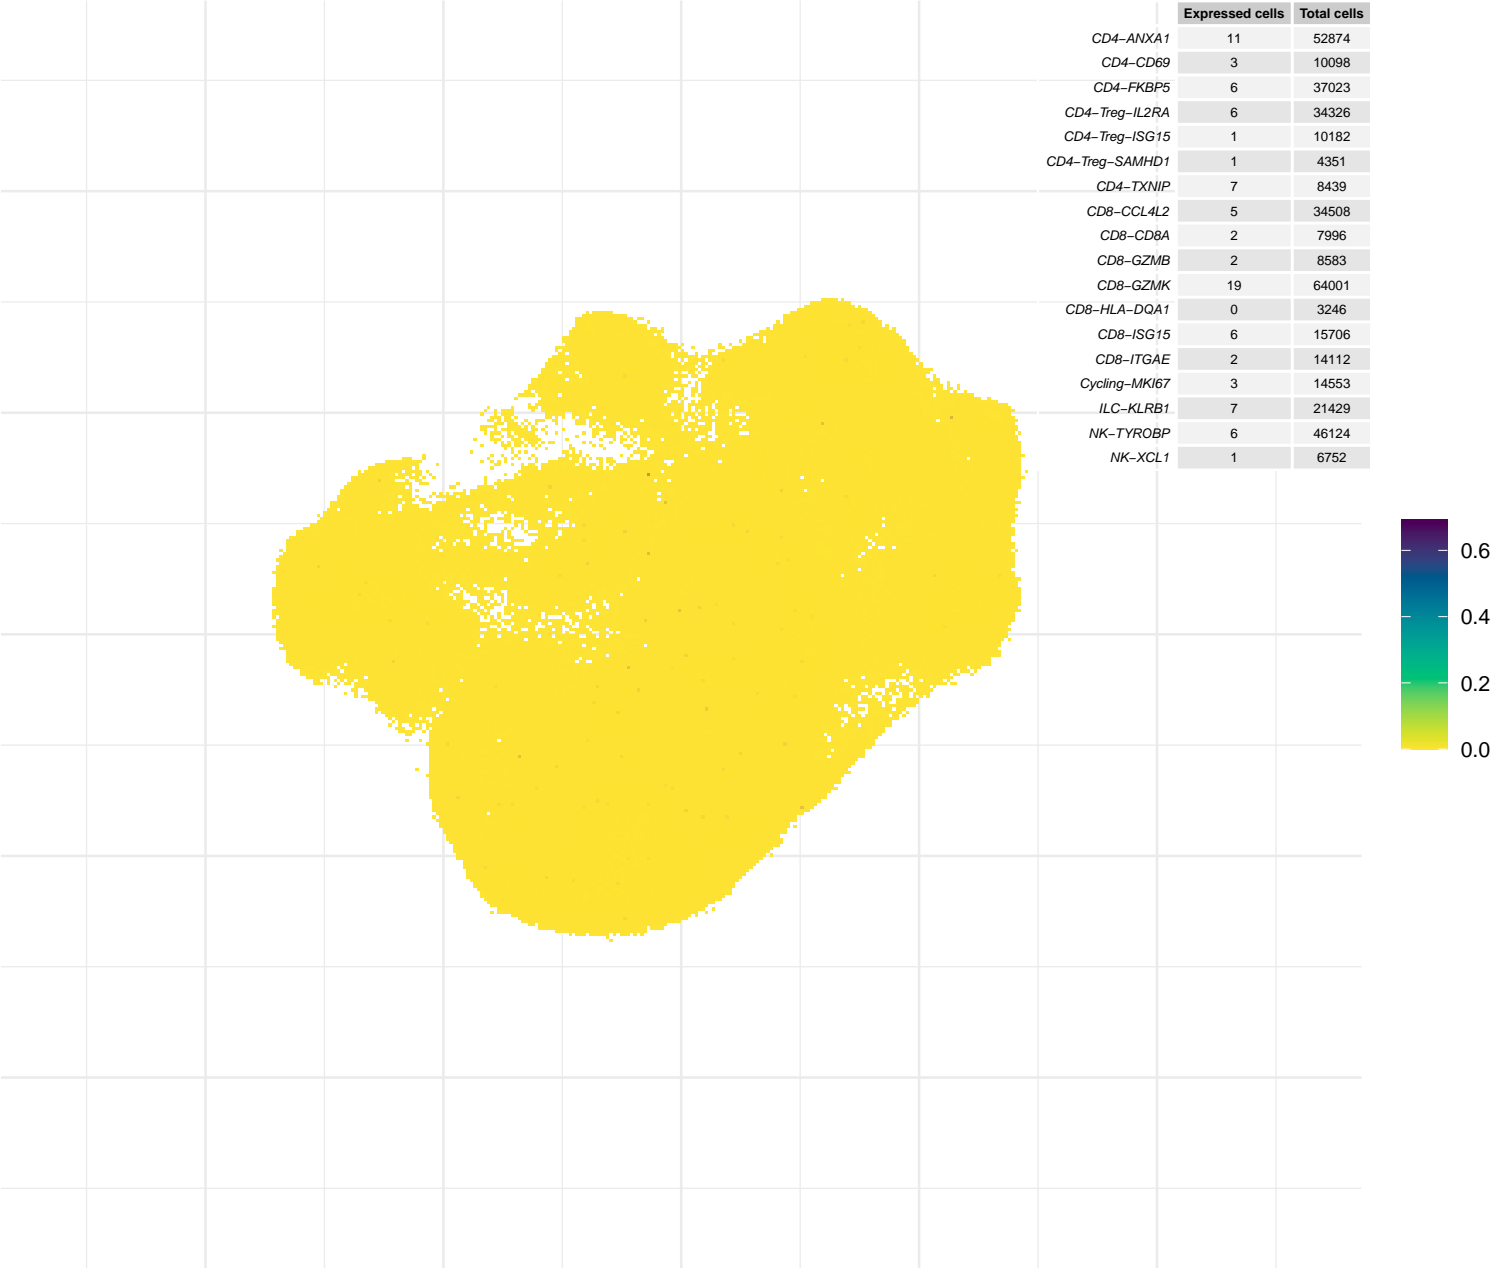 Expressed cells Total cells
CD4−ANXA1 11 52874
CD4−CD69 3 10098
CD4−FKBP5 6 37023
CD4−Treg−IL2RA 6 34326
CD4−Treg−ISG15 1 10182
CD4−Treg−SAMHD1 1 4351
CD4−TXNIP 7 8439
CD8−CCL4L2 5 34508
CD8−CD8A 2 7996
CD8−GZMB 2 8583
CD8−GZMK 19 64001
CD8−HLA−DQA1 0 3246
CD8−ISG15 6 15706
CD8−ITGAE 2 14112
Cycling−MKI67 3 14553
ILC−KLRB1 7 21429
NK−TYROBP 6 46124
NK−XCL1 1 6752
0.6
0.4
0.2
0.0